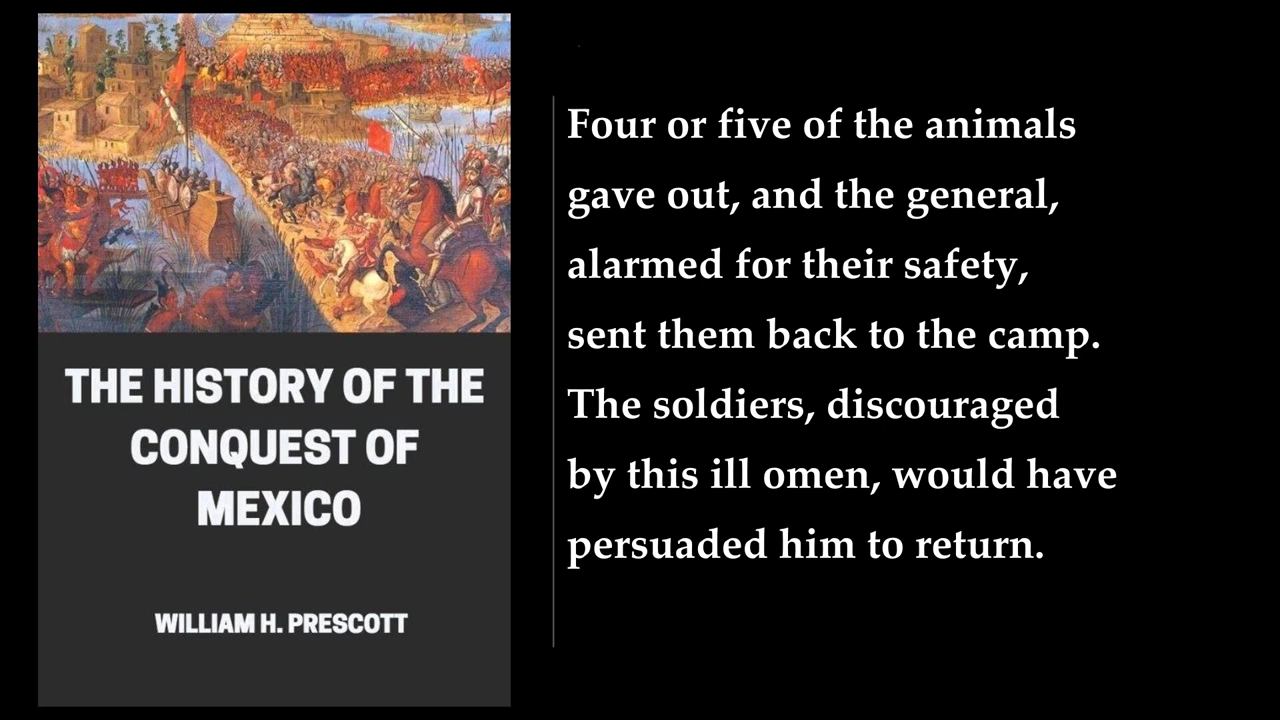 THE HISTORY OF THE
CONQUEST OF
MEXICO
WILLIAM H. PRESCOTT
Four or five of the animals
gave out, and the general,
alarmed for their safety,
sent them back to the camp.
The soldiers, discouraged
by this ill omen, would have
persuaded him to return.